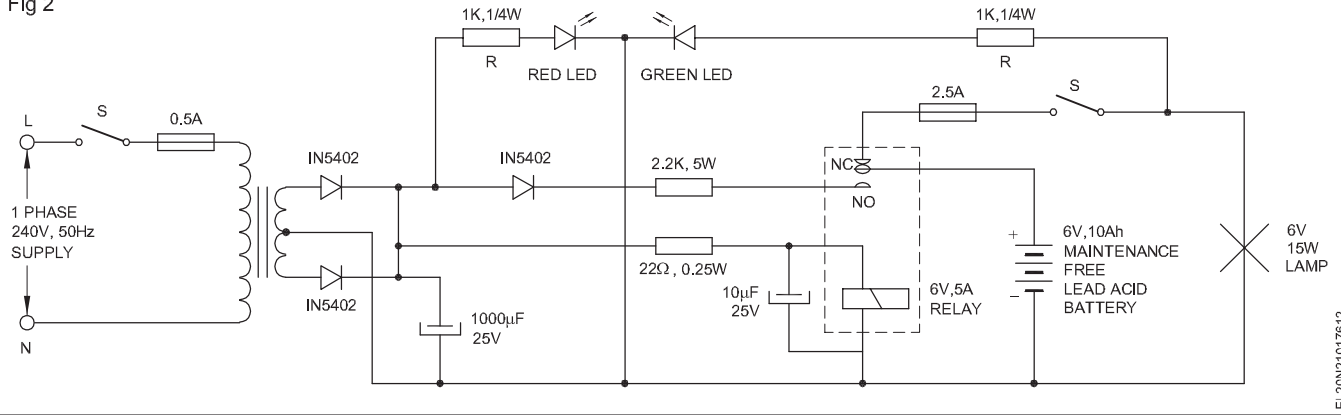 Fig 2
1K,1/4W
R
RED LED
GREEN LED
1K,1/4W
R
L
S
0.5A
2.5A
S
IN5402
IN5402
2.2K, 5W
NC
NO
1 PHASE
240V, 50Hz
SUPPLY
IN5402
22Ω, 0.25W
10µF
25V
6V,5A
RELAY
+
–
6V,10Ah
MAINTENANCE
FREE
LEAD ACID
BATTERY
6V
15W
LAMP
1000µF
25V
N